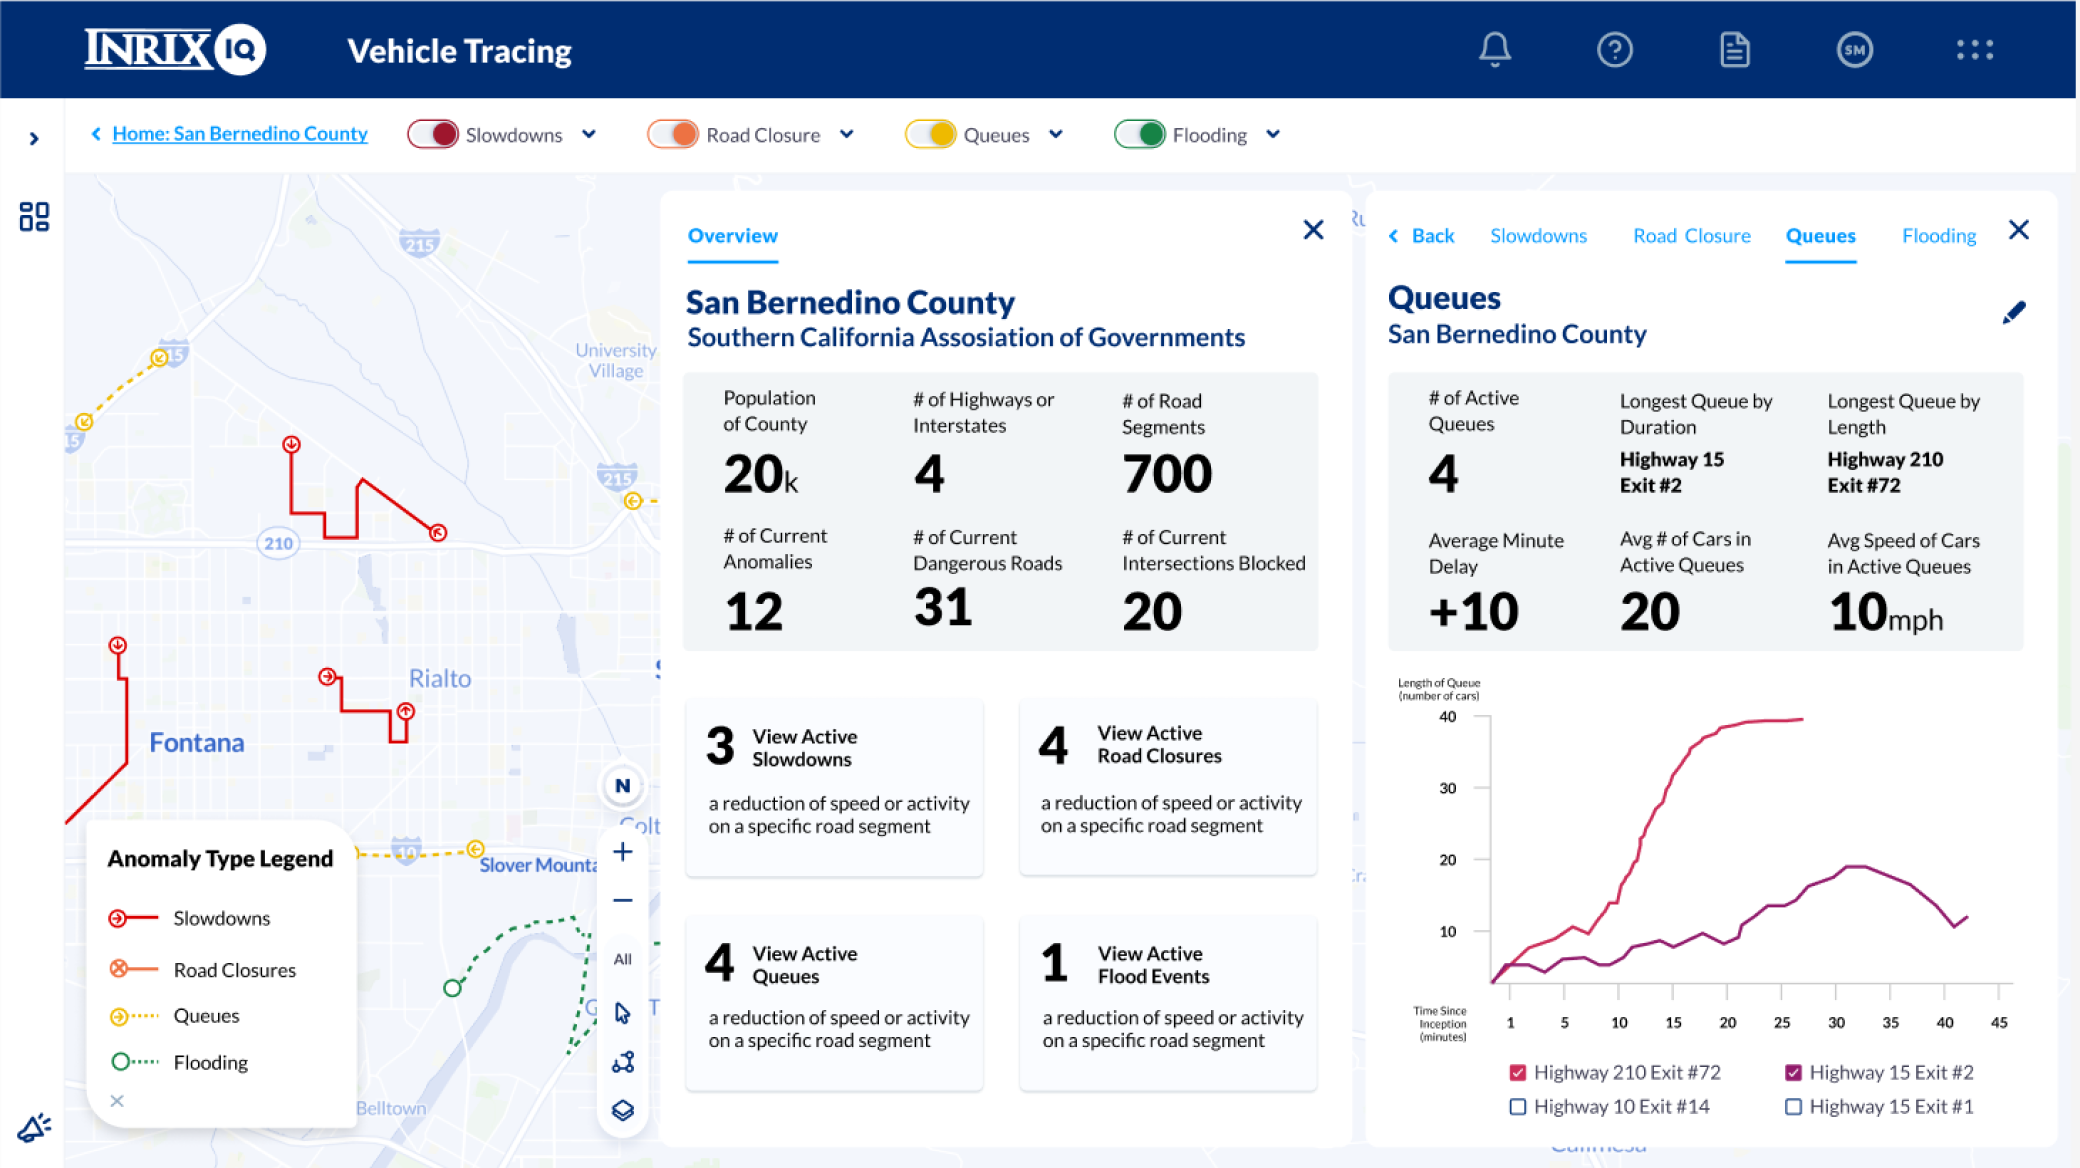 INRIX IQ
Vehicle Tracing
SM
Home: San Bernedino County
Slowdowns
Road Closure
Queues
Flooding
215
15
15
University
Village
215
210
Rialto
Fontana
N
10
Slover
All
Belltown
Anomaly Type Legend
Slowdowns
Road Closures
Queues
Flooding
Overview
San Bernedino County
Southern California Assosiation of Governments
Population
of County
20k
# of Highways or
Interstates
4
# of Road
Segments
700
# of Current
Anomalies
12
# of Current
Dangerous Roads
31
# of Current
Intersections Blocked
20
3
View Active
Slowdowns
a reduction of speed or activity
on a specific road segment
4
View Active
Road Closures
a reduction of speed or activity
on a specific road segment
4
View Active
Queues
a reduction of speed or activity
on a specific road segment
1
View Active
Flood Events
a reduction of speed or activity
on a specific road segment
Back
Slowdowns
Road Closure
Queues
Flooding
Queues
San Bernedino County
# of Active
Queues
4
Longest Queue by
Duration
Highway 15
Exit #2
Longest Queue by
Length
Highway 210
Exit #72
Average Minute
Delay
+10
Avg # of Cars in
Active Queues
20
Avg Speed of Cars
in Active Queues
10mph
Length of Queue
(number of cars)
40
30
20
10
Time Since
Inception
(minutes)
1 5 10 15 20 25 30 35 40 45
Highway 210 Exit #72
Highway 15 Exit #2
Highway 10 Exit #14
Highway 15 Exit #1